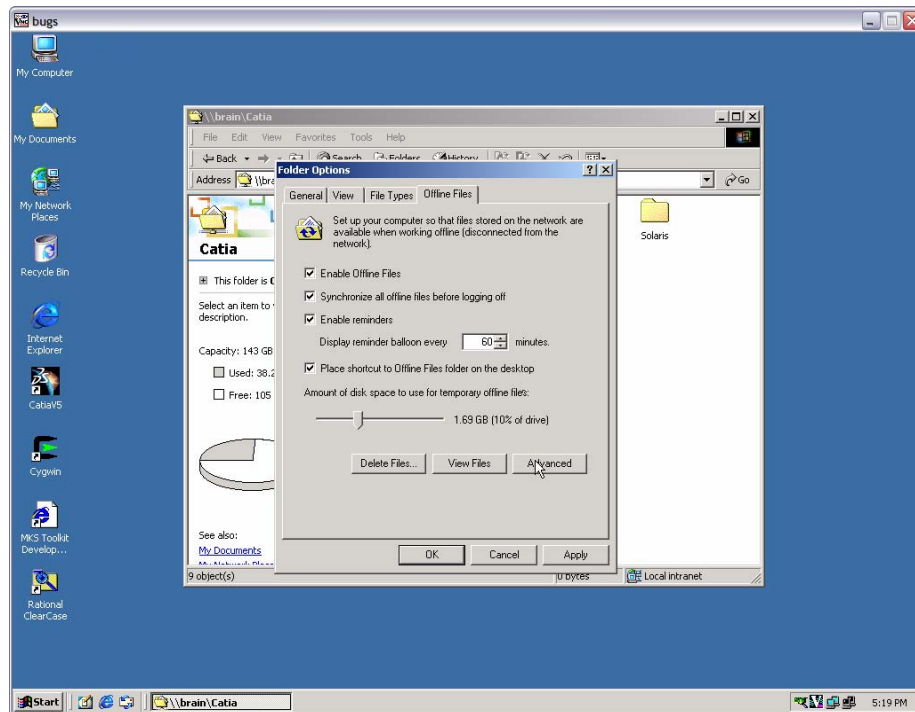 bugs
My Computer
My Documents
My Network
Places
Recycle Bin
Internet
Explorer
CatiaV5
Cygwin
MKS Toolkit
Develop...
Rational
ClearCase
\\brain\Catia
File Edit View Favorites Tools Help
Back Search Folders History
Address \\bra Go
Catia
This folder is
Select an item to
description.
Capacity: 143 GB
Used: 38.2
Free: 105
See also:
My Documents
9 object(s) 0 bytes Local intranet
Solaris
Folder Options
General View File Types Offline Files
Set up your computer so that files stored on the network are
available when working offline (disconnected from the
network).
Enable Offline Files
Synchronize all offline files before logging off
Enable reminders
Display reminder balloon every 60 minutes.
Place shortcut to Offline Files folder on the desktop
Amount of disk space to use for temporary offline files:
1.69 GB (10% of drive)
Delete Files... View Files Advanced
OK Cancel Apply
Start \\brain\Catia 5:19 PM